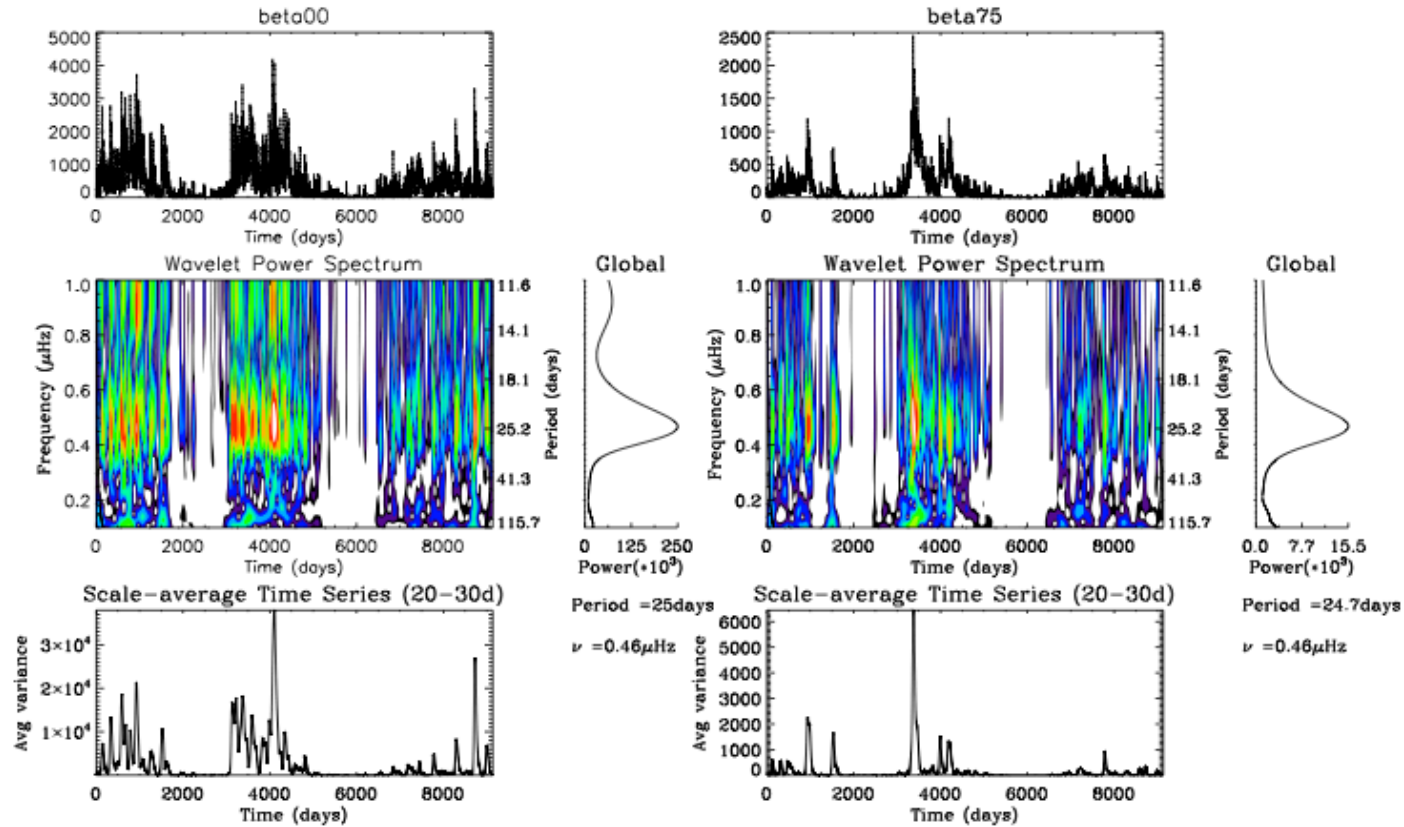 beta00
5000
4000
3000
2000
1000
0
0 2000 4000 6000 8000
Time (days)
Wavelet Power Spectrum
Global
1.0
0.8
0.6
0.4
0.2
Frequency (μHz)
11.6
14.1
18.1
25.2
41.3
115.7
Period (days)
0 2000 4000 6000 8000
Time (days)
0 125 250
Power(*10³)
Scale-average Time Series (20-30d)
Period =25days
ν =0.46μHz
3×10⁴
2×10⁴
1×10⁴
Avg variance
0 2000 4000 6000 8000
Time (days)
beta75
2500
2000
1500
1000
500
0
0 2000 4000 6000 8000
Time (days)
Wavelet Power Spectrum
Global
1.0
0.8
0.6
0.4
0.2
Frequency (μHz)
11.6
14.1
18.1
25.2
41.3
115.7
Period (days)
0 2000 4000 6000 8000
Time (days)
0.0 7.7 15.5
Power(*10³)
Scale-average Time Series (20-30d)
Period =24.7days
ν =0.46μHz
6000
5000
4000
3000
2000
1000
0
Avg variance
0 2000 4000 6000 8000
Time (days)